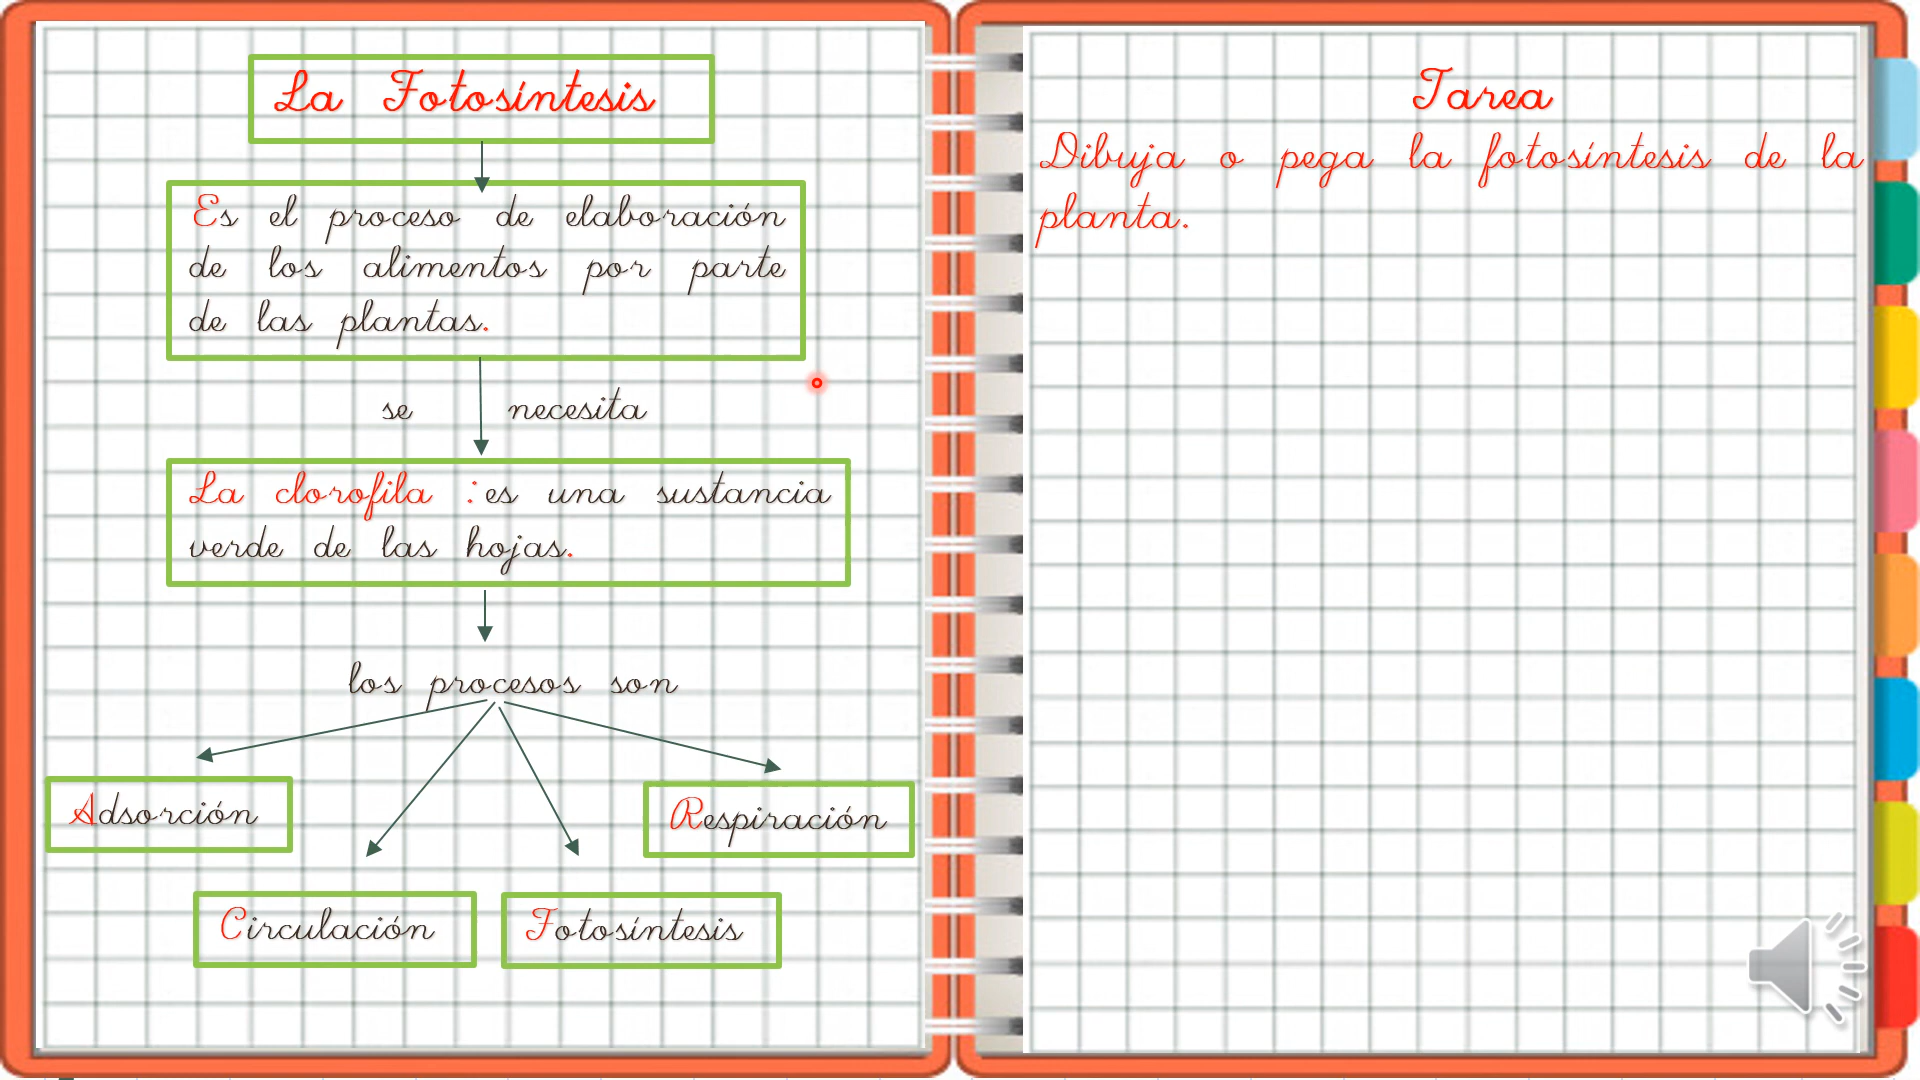 La Fotosíntesis
Es el proceso de elaboración
de los alimentos por parte
de las plantas.
se necesita
La clorofila :es una sustancia
verde de las hojas.
los procesos son
Adsorción
Respiración
Circulación
Fotosíntesis
Tarea
Dibuja o pega la fotosíntesis de la
planta.